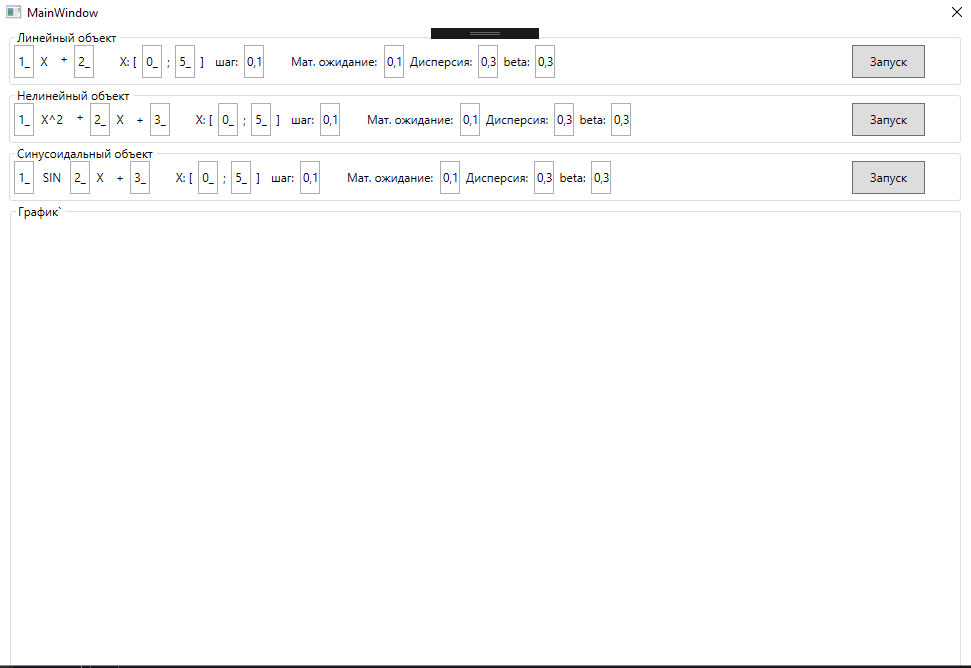 MainWindow
Линейный объект
1_ X + 2_ X: [ 0_ ; 5_ ] шаг: 0,1 Мат. ожидание: 0,1 Дисперсия: 0,3 beta: 0,3 Запуск
Нелинейный объект
1_ X^2 + 2_ X + 3_ X: [ 0_ ; 5_ ] шаг: 0,1 Мат. ожидание: 0,1 Дисперсия: 0,3 beta: 0,3 Запуск
Синусоидальный объект
1_ SIN 2_ X + 3_ X: [ 0_ ; 5_ ] шаг: 0,1 Мат. ожидание: 0,1 Дисперсия: 0,3 beta: 0,3 Запуск
График`